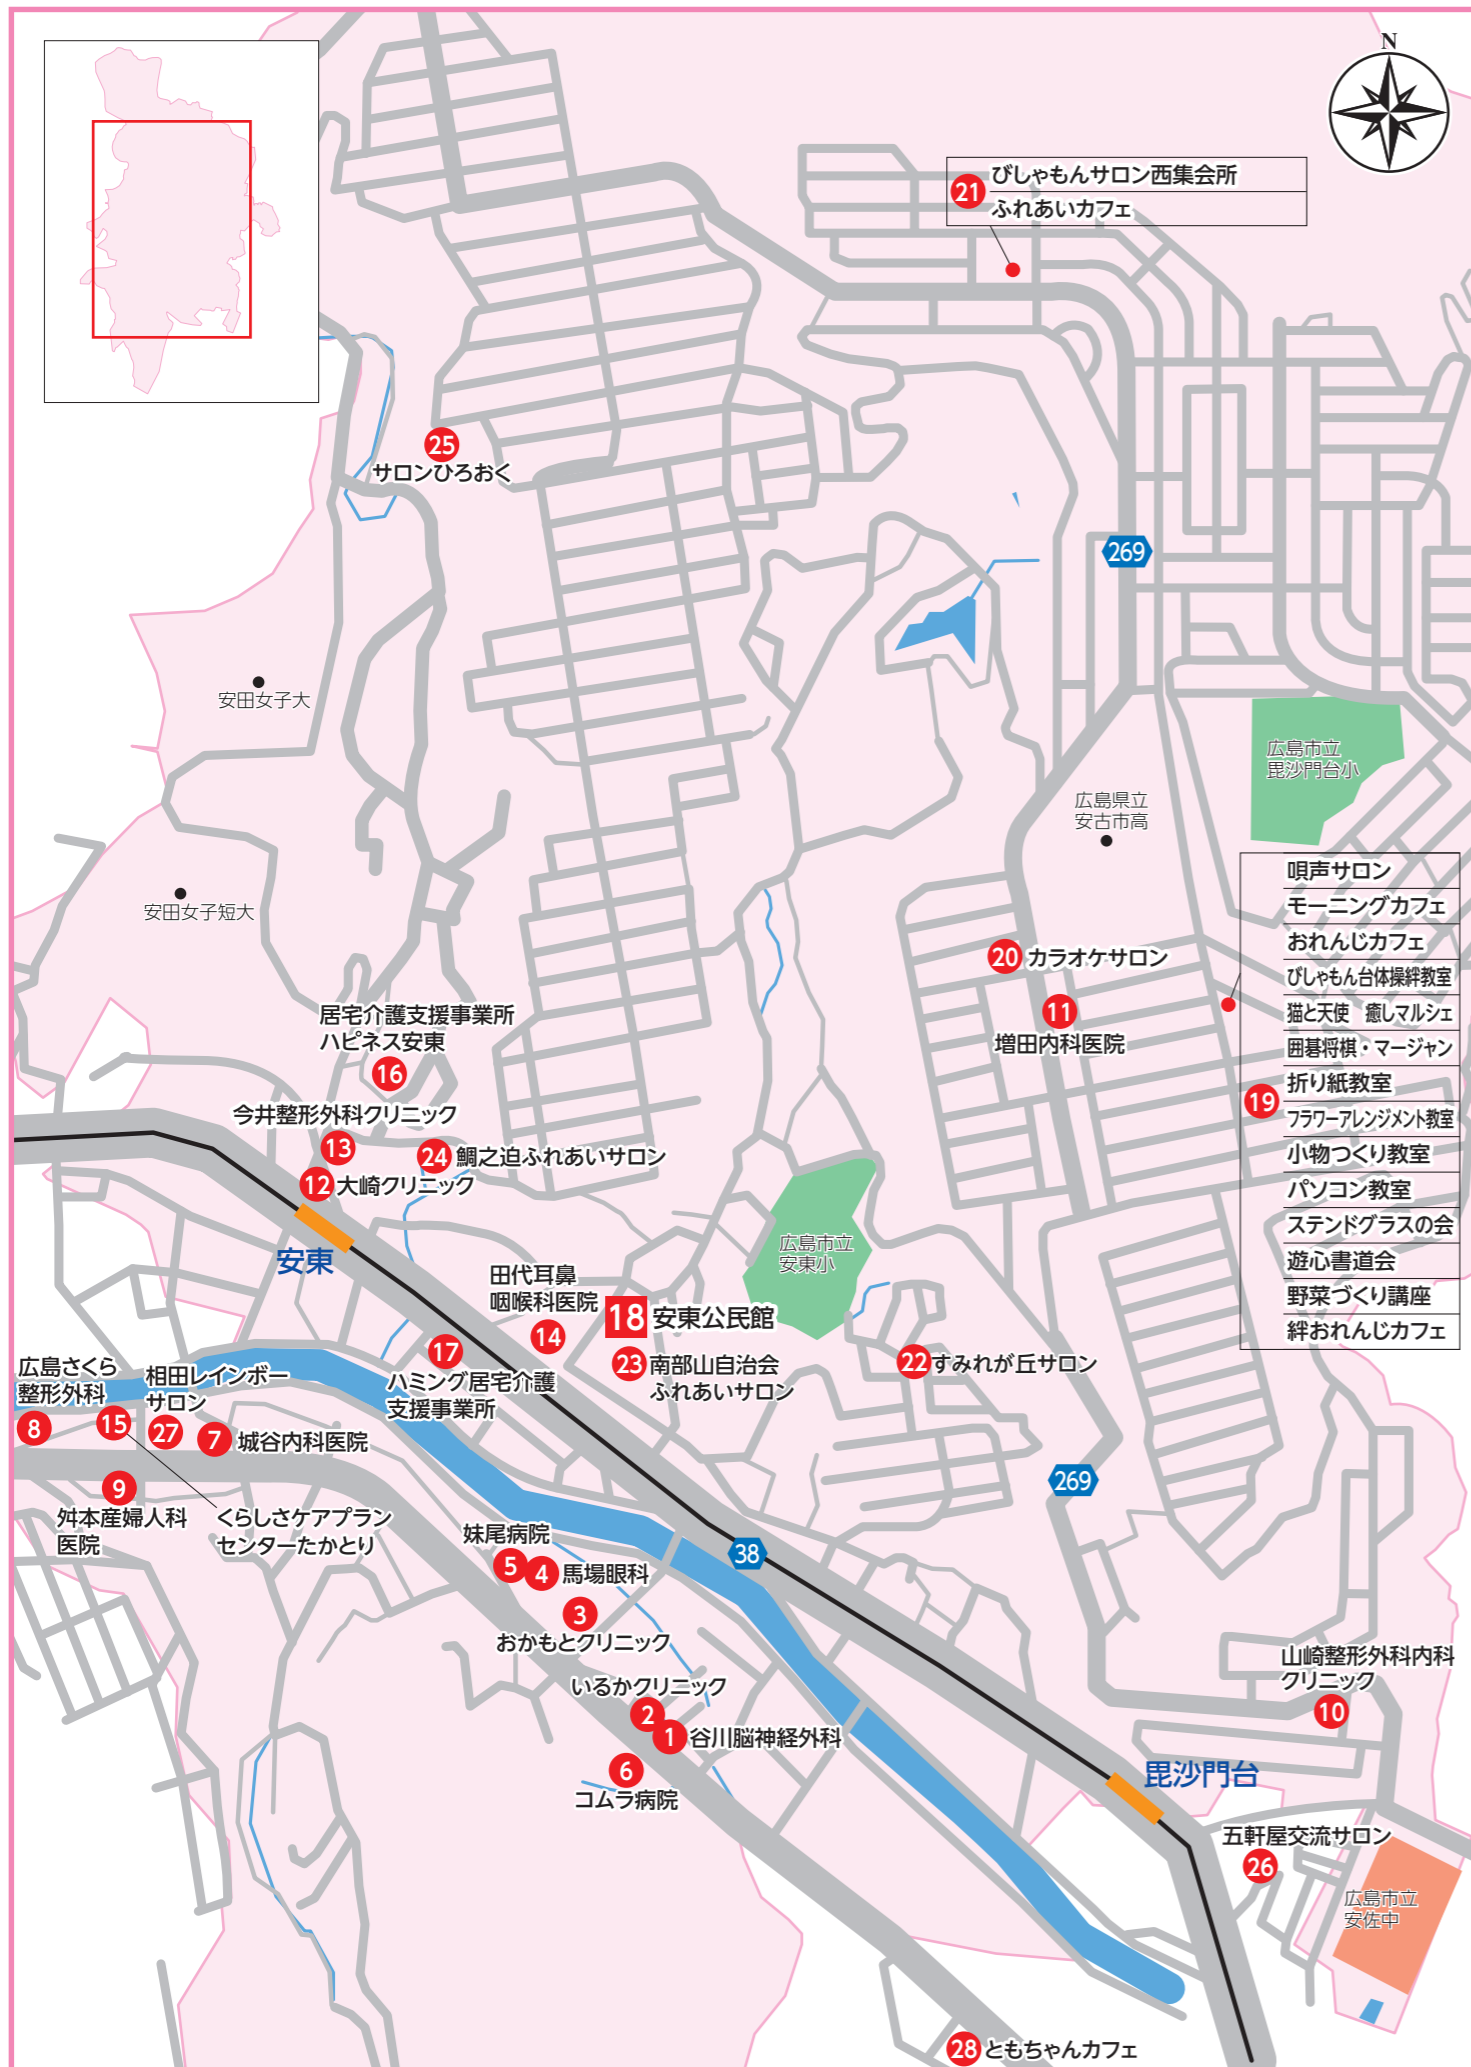 N
21
びしゃもんサロン西集会所
ふれあいカフェ
25
サロンひろおく
269
安田女子大
広島市立
毘沙門台小
広島県立
安古市高
安田女子短大
唄声サロン
モーニングカフェ
おれんじカフェ
びしゃもん台体操絆教室
猫と天使　癒しマルシェ
囲碁将棋・マージャン
19
折り紙教室
フラワーアレンジメント教室
小物つくり教室
パソコン教室
ステンドグラスの会
遊心書道会
野菜づくり講座
絆おれんじカフェ
20 カラオケサロン
11
増田内科医院
居宅介護支援事業所
ハピネス安東
16
今井整形外科クリニック
13
24 鯛之迫ふれあいサロン
12 大崎クリニック
安東
広島市立
安東小
田代耳鼻
咽喉科医院
14
18 安東公民館
23 南部山自治会
ふれあいサロン
22 すみれが丘サロン
17
ハミング居宅介護
支援事業所
広島さくら
整形外科
8
相田レインボー
サロン
15
27
7 城谷内科医院
9
舛本産婦人科
医院
くらしさケアプラン
センターたかとり
269
38
妹尾病院
5
4 馬場眼科
3
おかもとクリニック
いるかクリニック
2
1 谷川脳神経外科
6
コムラ病院
山崎整形外科内科
クリニック
10
毘沙門台
五軒屋交流サロン
26
広島市立
安佐中
28 ともちゃんカフェ